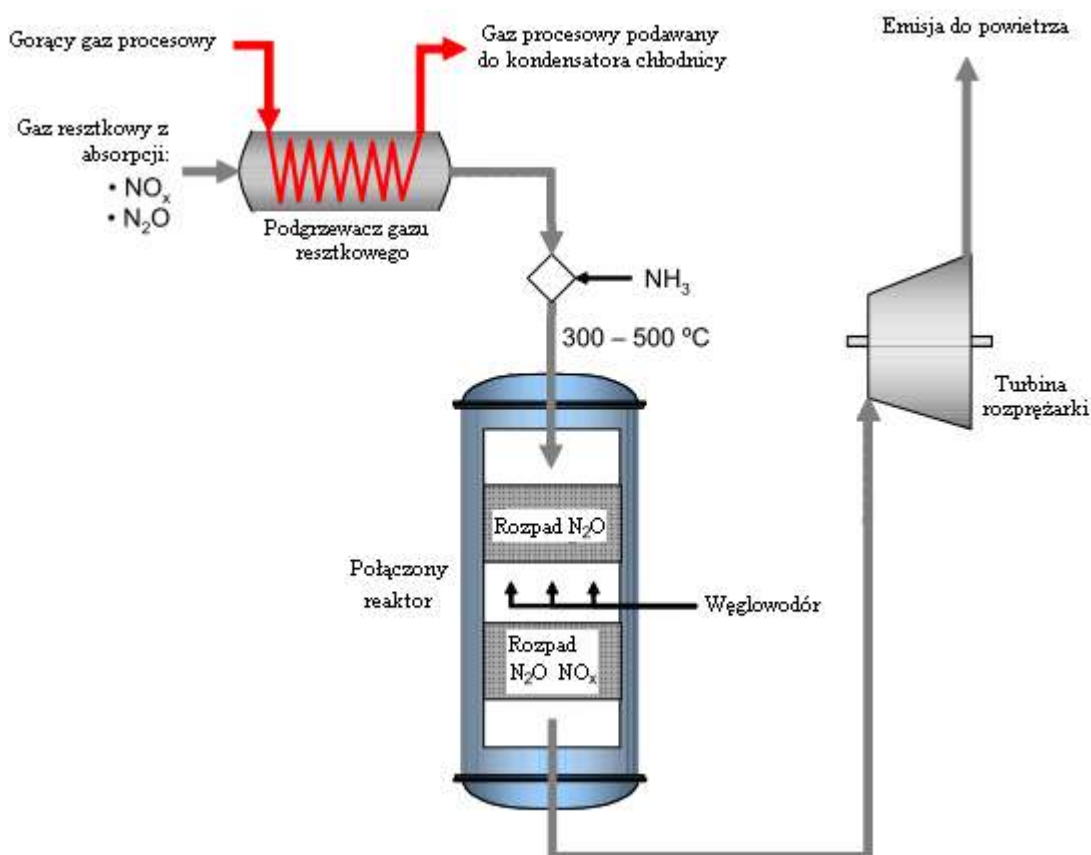 Gorący gaz procesowy
Gaz procesowy podawany
do kondensatora chłodnicy
Emisja do powietrza
Gaz resztkowy z
absorpcji:
• NOₓ
• N₂O
Podgrzewacz gazu
resztkowego
NH₃
300 – 500 ºC
Turbina
rozprężarki
Rozpad N₂O
Połączony
reaktor
Węglowodór
Rozpad
N₂O NOₓ